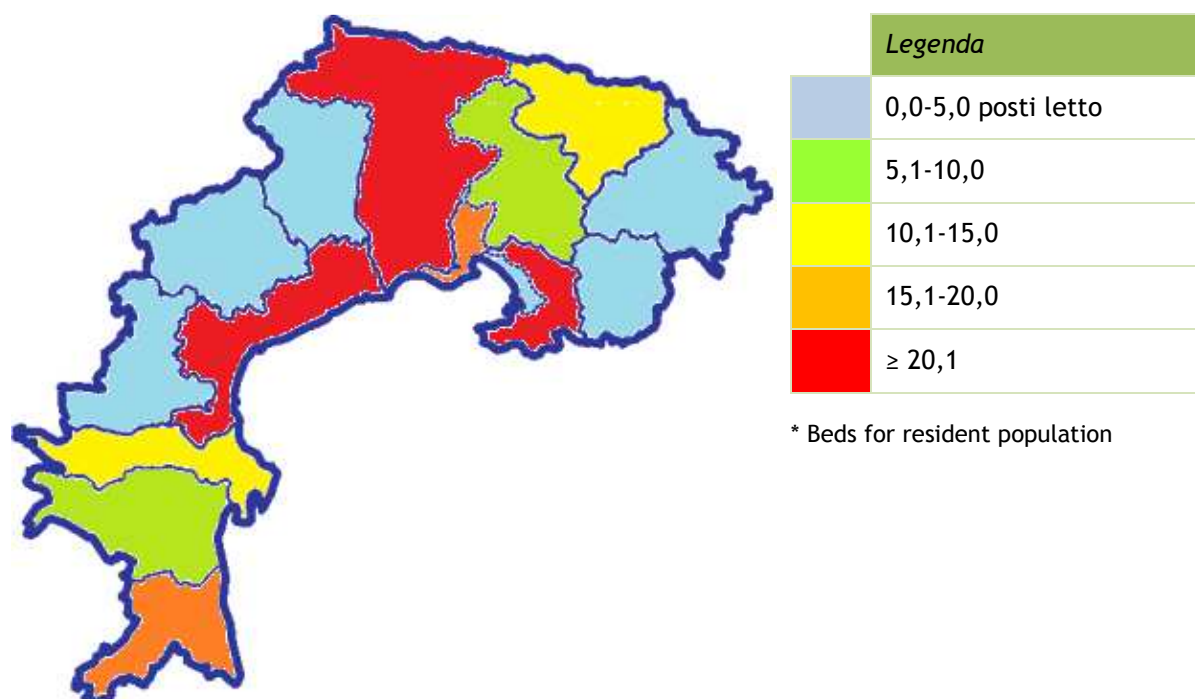 Legenda
0,0-5,0 posti letto
5,1-10,0
10,1-15,0
15,1-20,0
≥ 20,1
* Beds for resident population